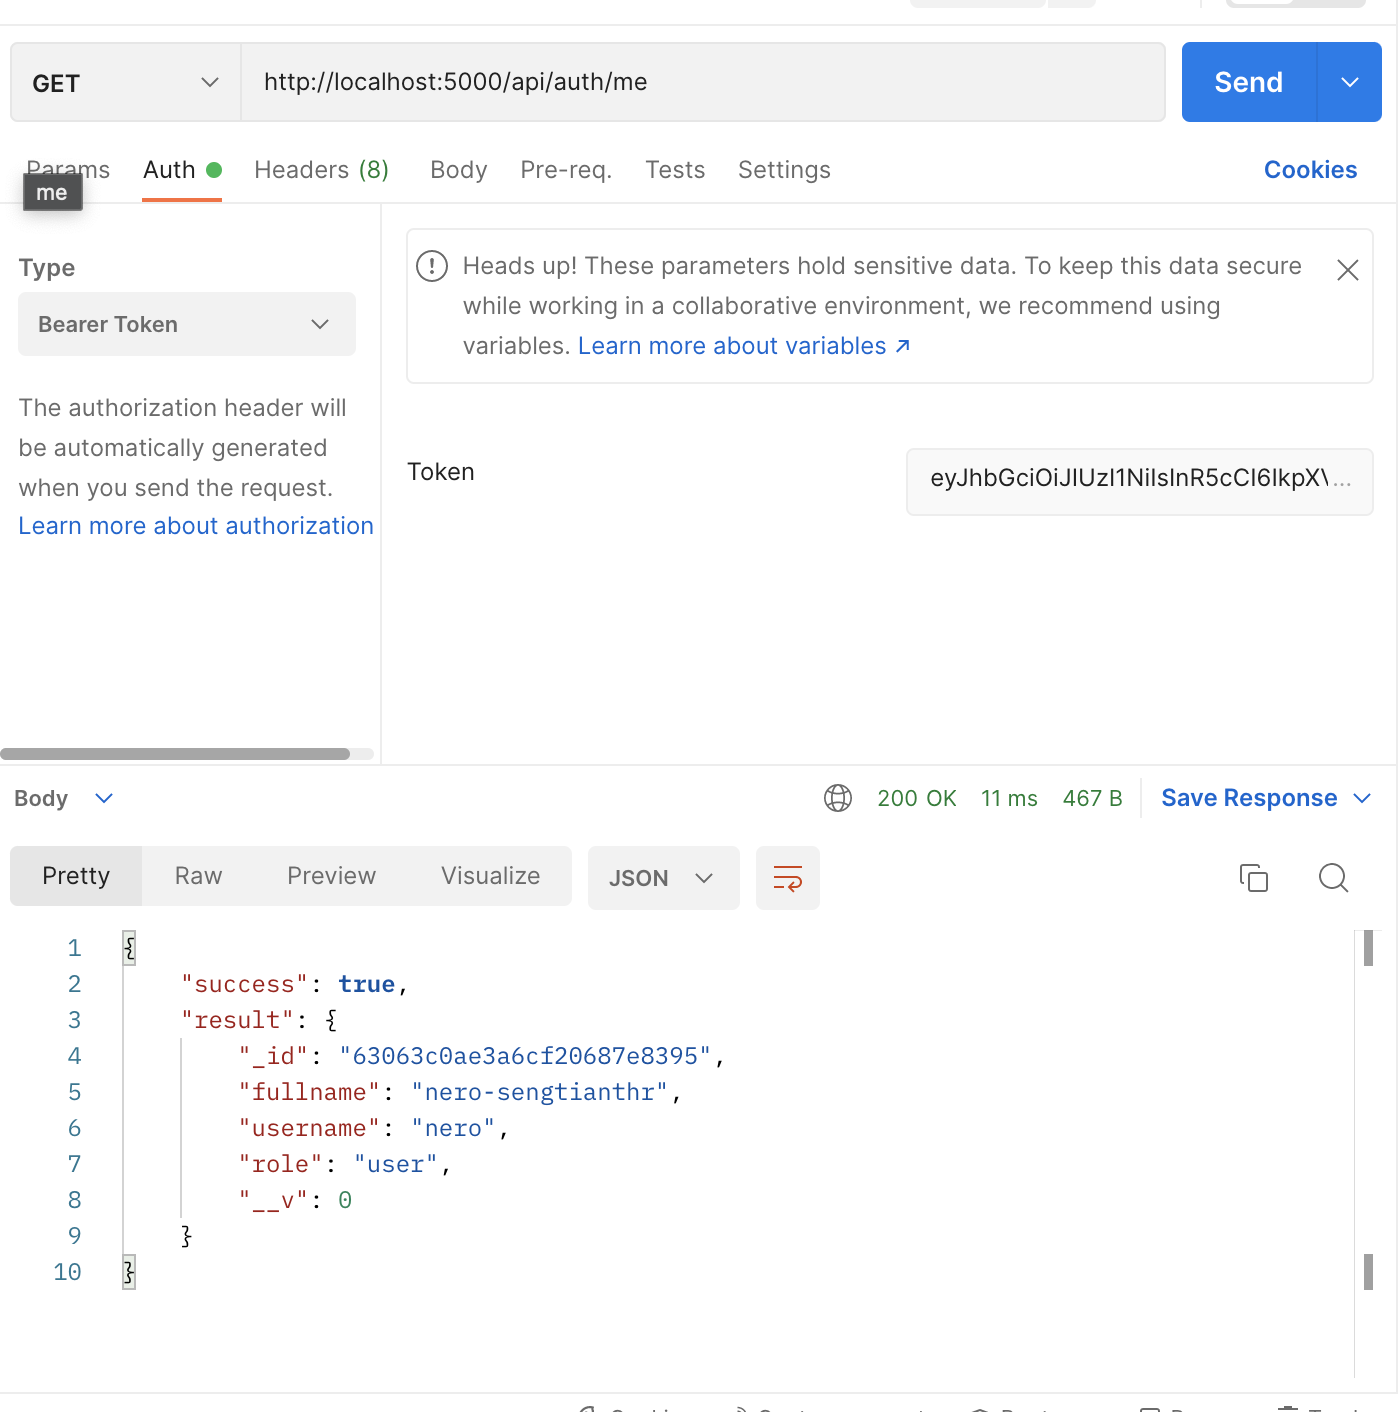 GET
http://localhost:5000/api/auth/me
Send
Params
Auth
Headers (8)
Body
Pre-req.
Tests
Settings
Cookies
me
Type
Bearer Token
The authorization header will
be automatically generated
when you send the request.
Learn more about authorization
Heads up! These parameters hold sensitive data. To keep this data secure
while working in a collaborative environment, we recommend using
variables. Learn more about variables ↗
Token
eyJhbGciOiJIUzI1NiIsInR5cCI6IkpX ...
Body
200 OK
11 ms
467 B
Save Response
Pretty
Raw
Preview
Visualize
JSON
1 {
2 "success": true,
3 "result": {
4 "_id": "63063c0ae3a6cf20687e8395",
5 "fullname": "nero-sengtianthr",
6 "username": "nero",
7 "role": "user",
8 "__v": 0
9 }
10 }